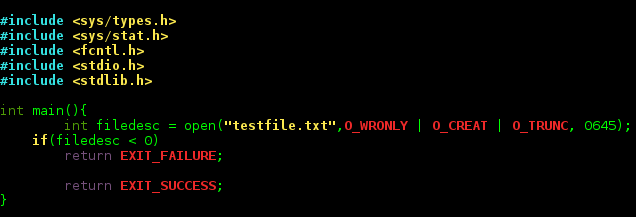 #include <sys/types.h>
#include <sys/stat.h>
#include <fcntl.h>
#include <stdio.h>
#include <stdlib.h>
int main(){
int filedesc = open("testfile.txt",O_WRONLY | O_CREAT | O_TRUNC, 0645);
if(filedesc < 0)
return EXIT_FAILURE;
return EXIT_SUCCESS;
}